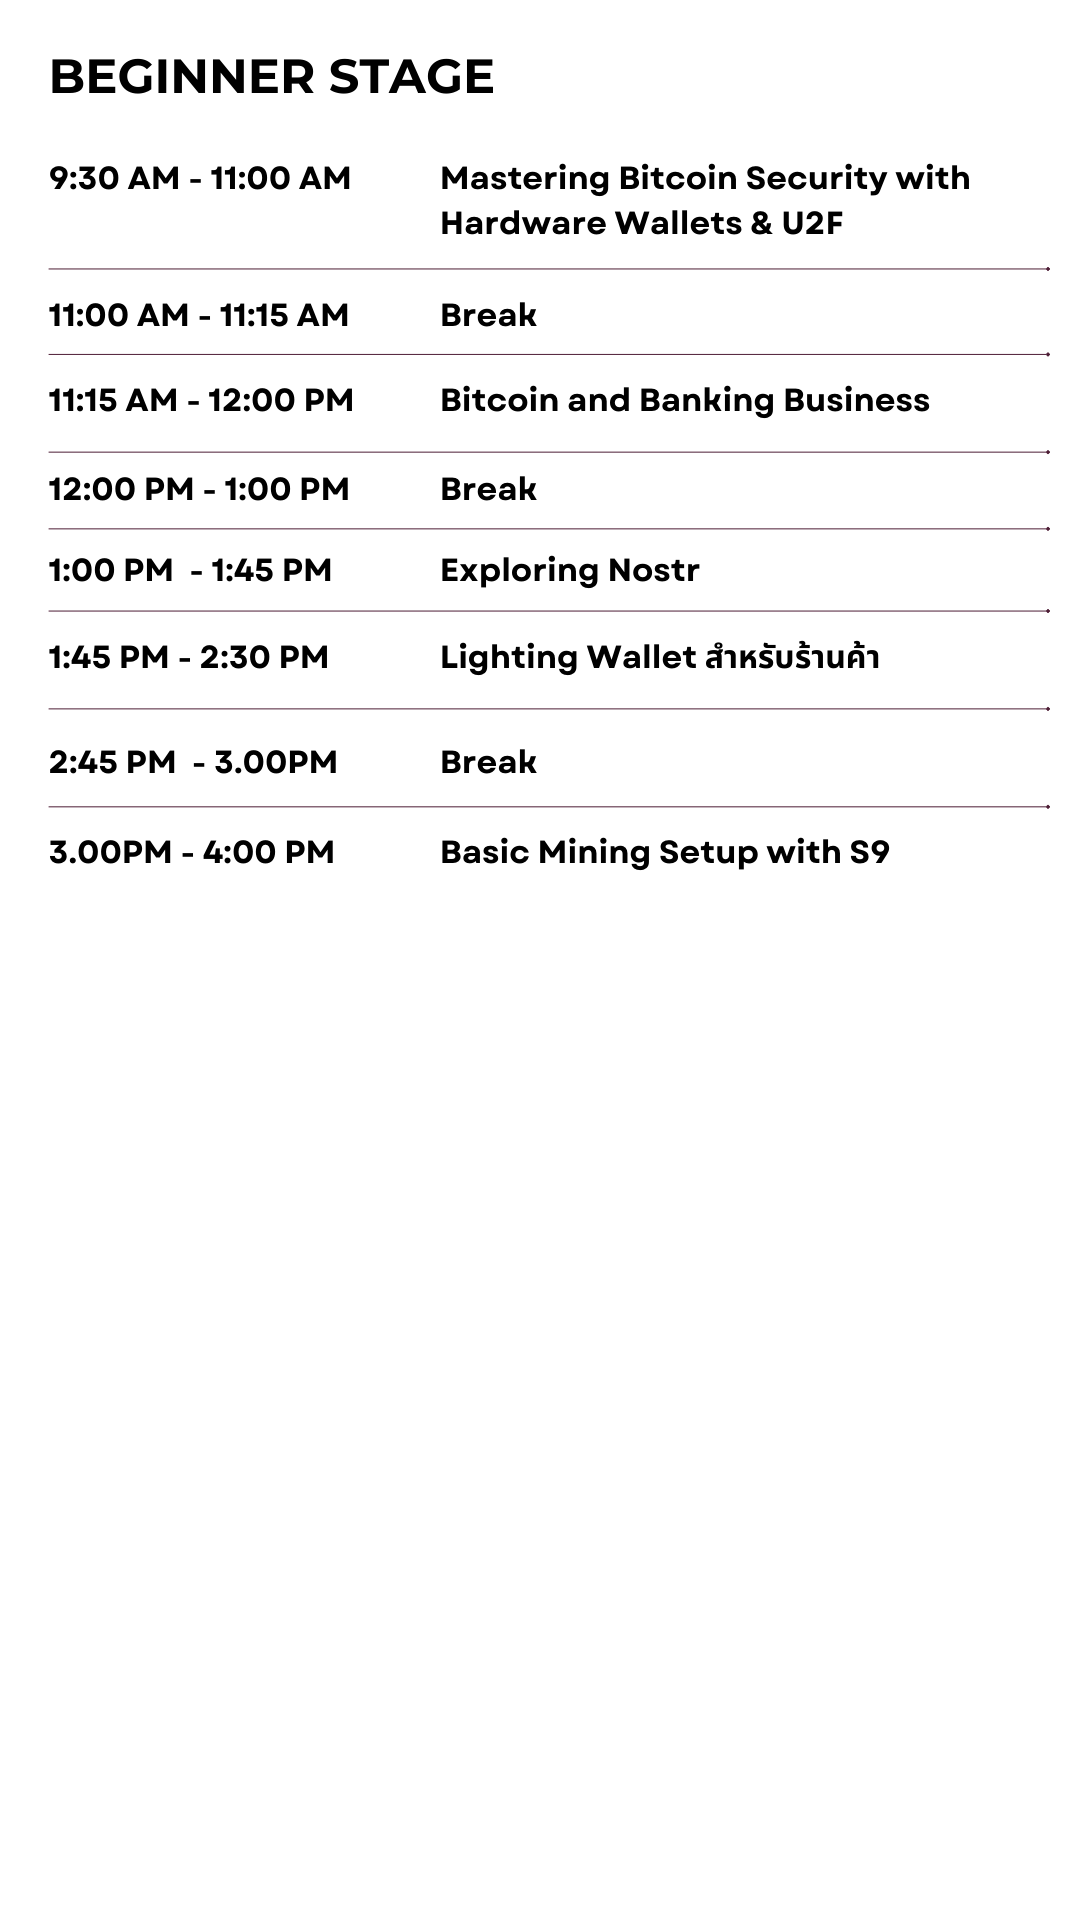 BEGINNER STAGE
9:30 AM - 11:00 AM Mastering Bitcoin Security with
Hardware Wallets & U2F
11:00 AM - 11:15 AM Break
11:15 AM - 12:00 PM Bitcoin and Banking Business
12:00 PM - 1:00 PM Break
1:00 PM  - 1:45 PM Exploring Nostr
1:45 PM - 2:30 PM Lighting Wallet สำหรับร้านค้า
2:45 PM  - 3.00PM Break
3.00PM - 4:00 PM Basic Mining Setup with S9